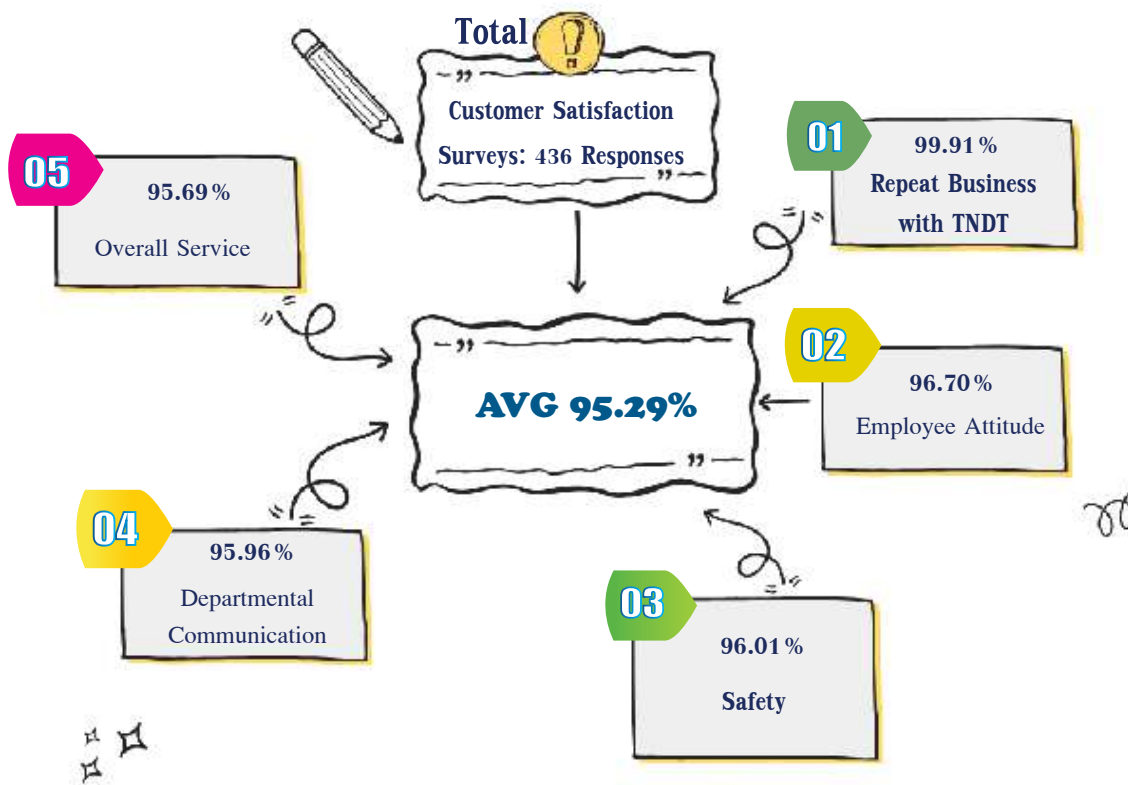 Total
Customer Satisfaction
Surveys: 436 Responses
01
99.91%
Repeat Business
with TNDT
02
96.70%
Employee Attitude
03
96.01%
Safety
04
95.96%
Departmental
Communication
05
95.69%
Overall Service
AVG 95.29%